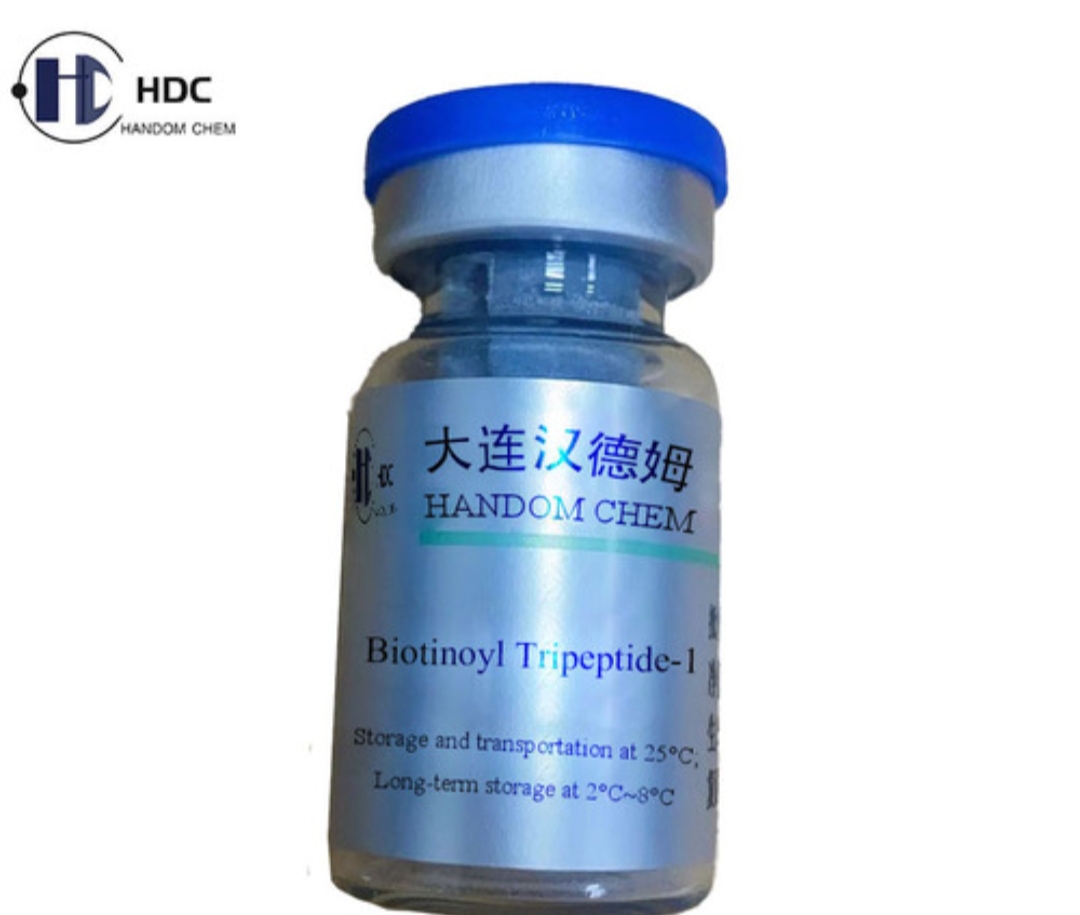 HDC
HANDOM CHEM
大连汉德姆
HANDOM CHEM
Biotinoyl Tripeptide-1
Storage and transportation at 25°C,
Long-term storage at 2°C~8°C